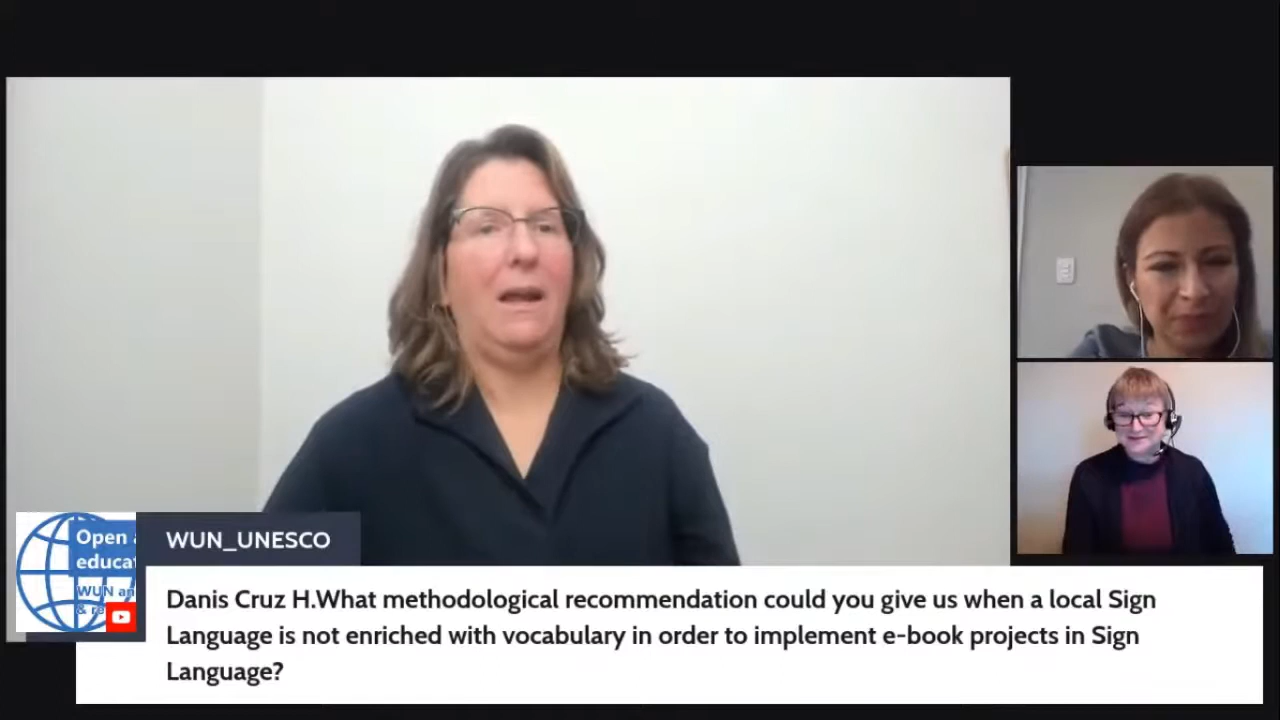 Open
educa
WUN an
&
WUN_UNESCO
Danis Cruz H.What methodological recommendation could you give us when a local Sign
Language is not enriched with vocabulary in order to implement e-book projects in Sign
Language?